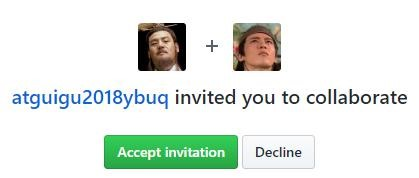 +
atguigu2018ybuq invited you to collaborate
Accept invitation Decline